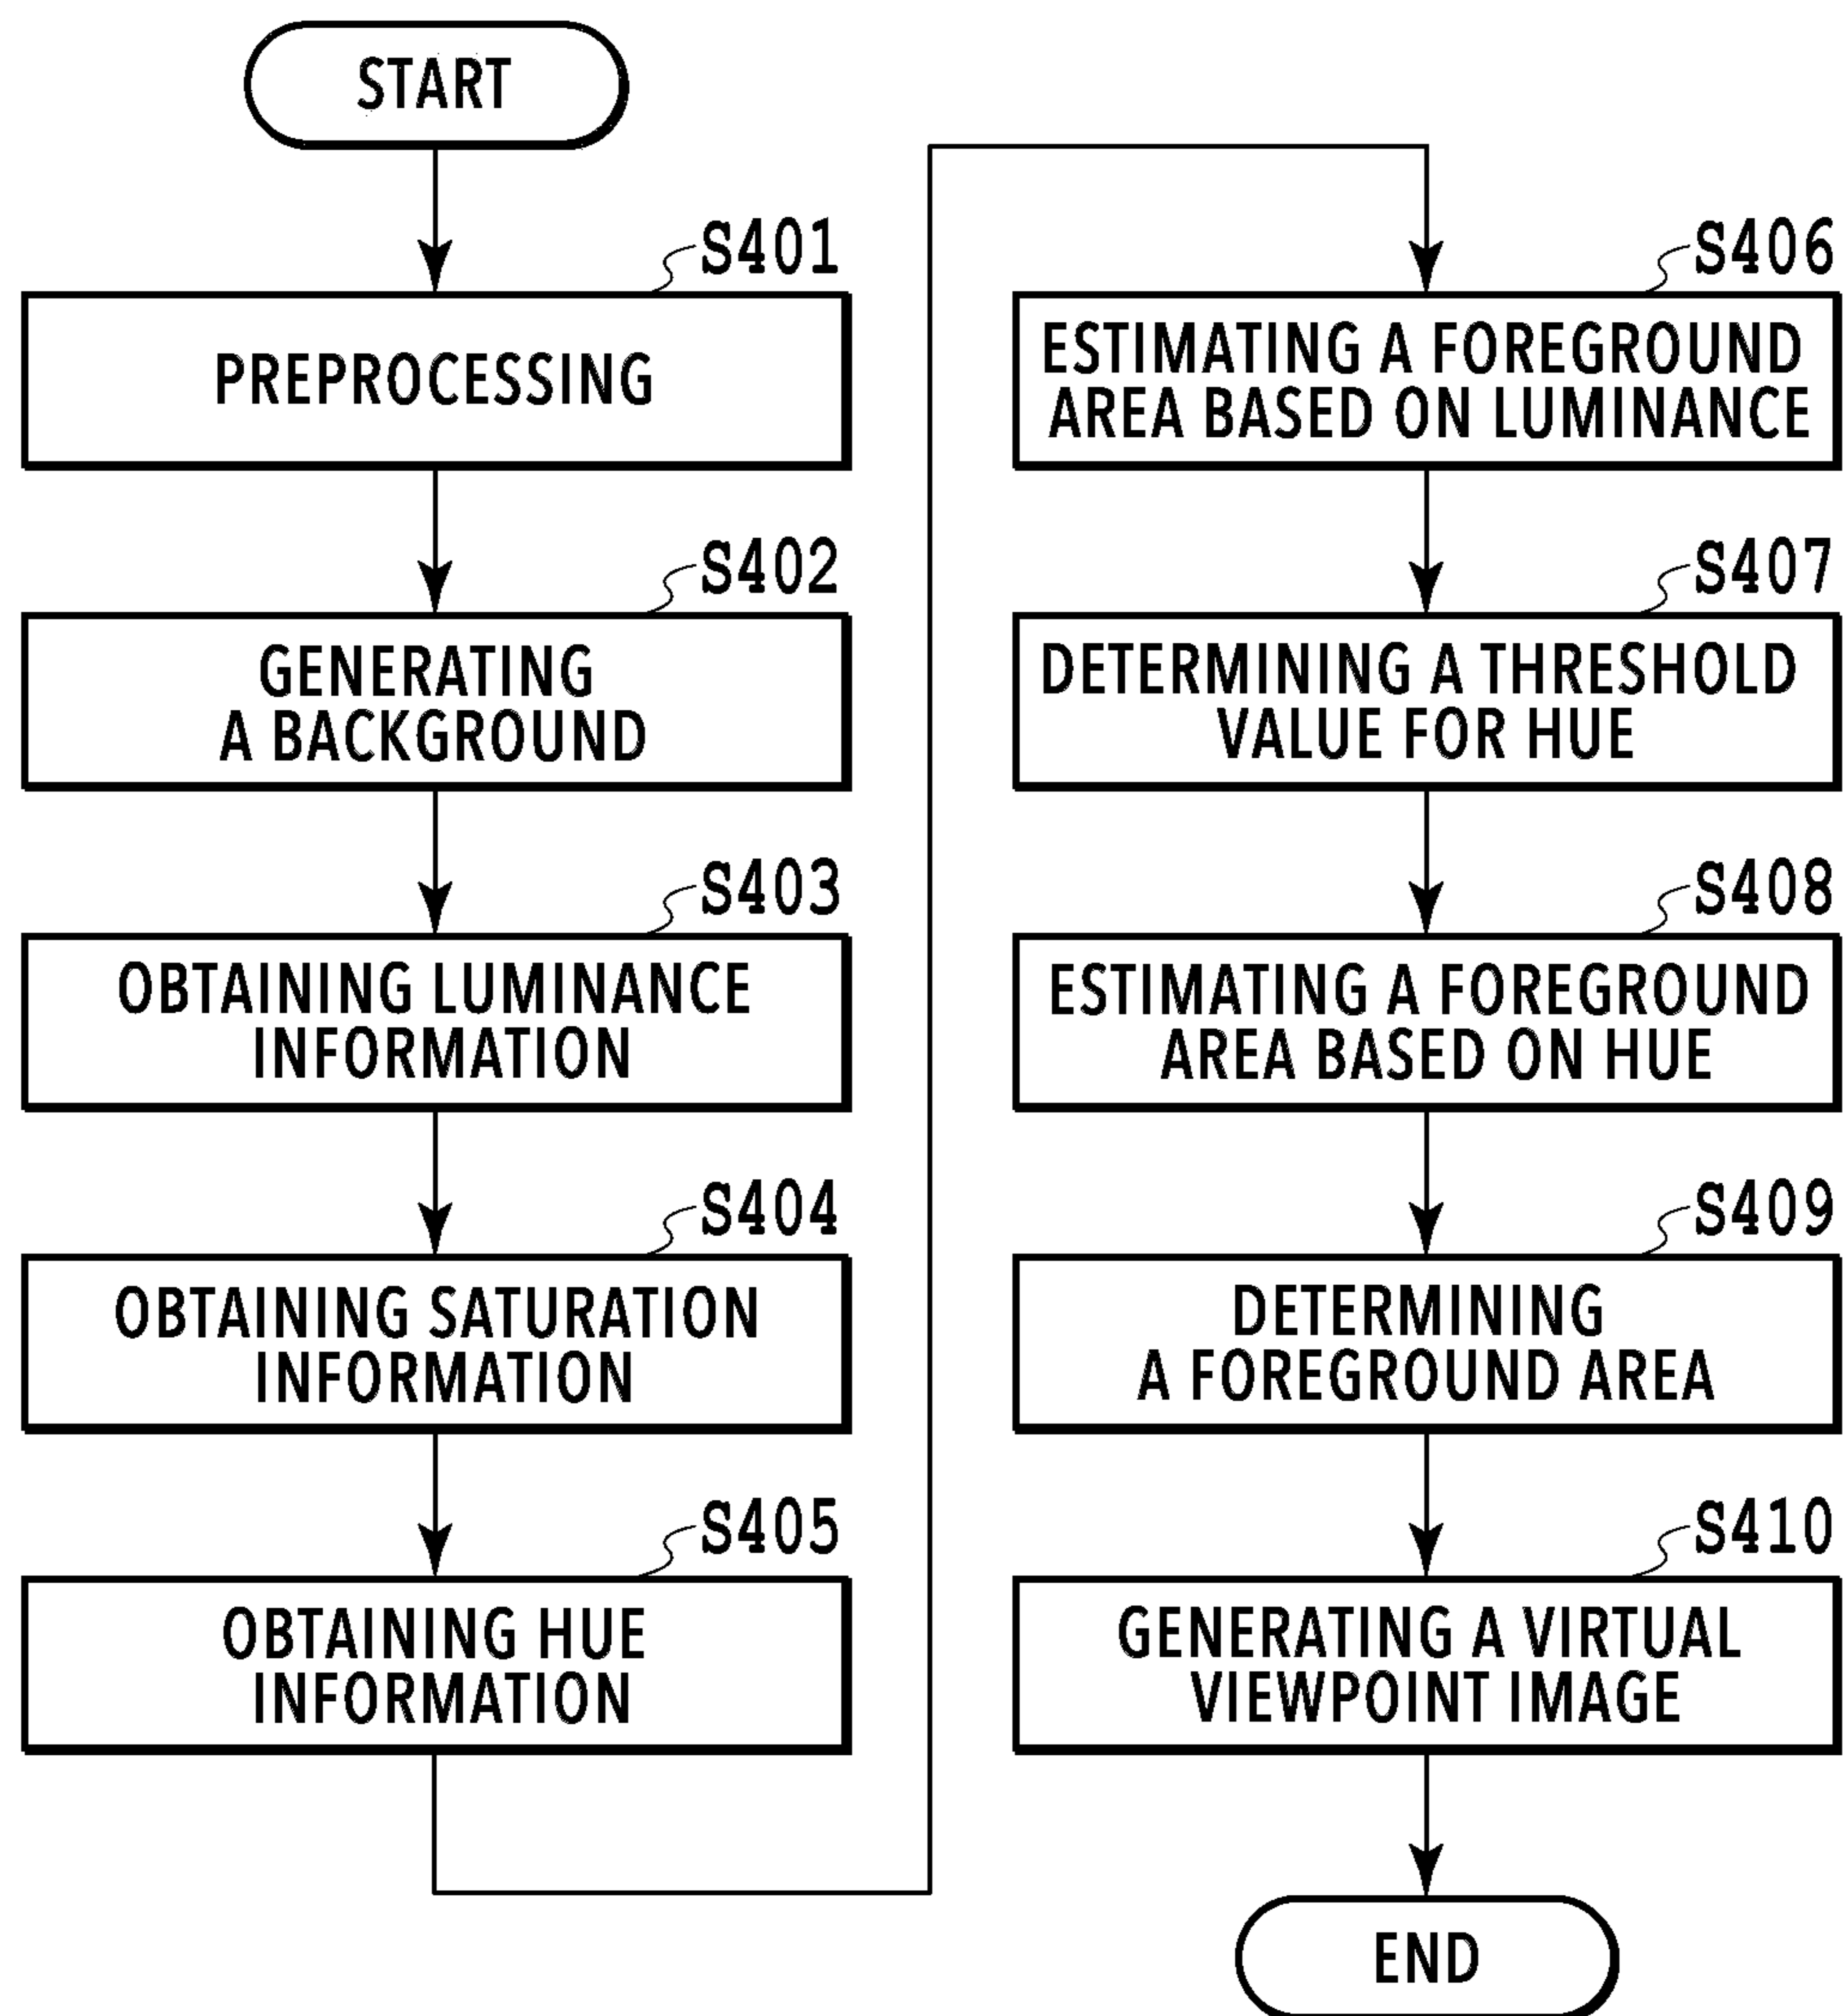 START
S401
PREPROCESSING
S402
GENERATING
A BACKGROUND
S403
OBTAINING LUMINANCE
INFORMATION
S404
OBTAINING SATURATION
INFORMATION
S405
OBTAINING HUE
INFORMATION
S406
ESTIMATING A FOREGROUND
AREA BASED ON LUMINANCE
S407
DETERMINING A THRESHOLD
VALUE FOR HUE
S408
ESTIMATING A FOREGROUND
AREA BASED ON HUE
S409
DETERMINING
A FOREGROUND AREA
S410
GENERATING A VIRTUAL
VIEWPOINT IMAGE
END